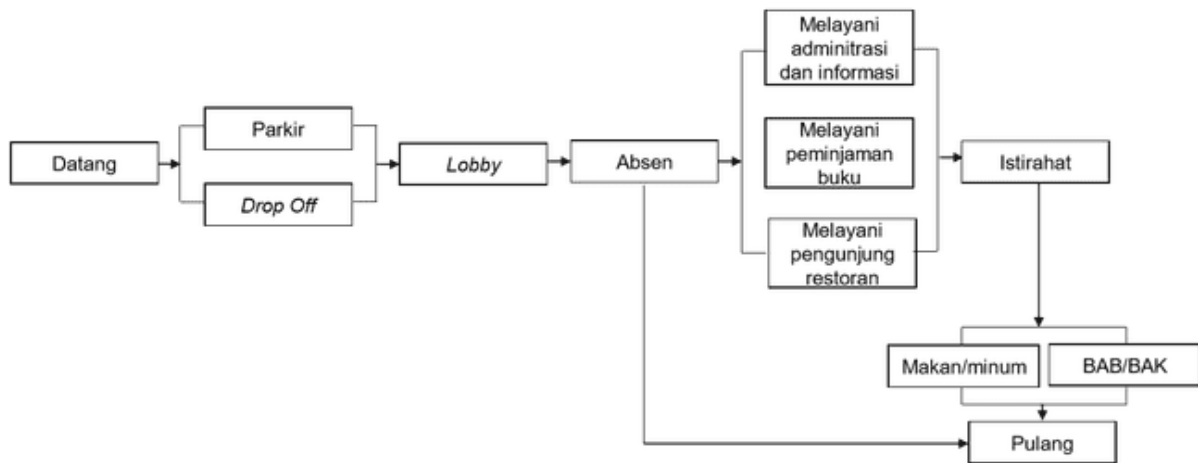 Datang
Parkir
Drop Off
Lobby
Absen
Melayani
adminitrasi
dan informasi
Melayani
peminjaman
buku
Melayani
pengunjung
restoran
Istirahat
Makan/minum
BAB/BAK
Pulang